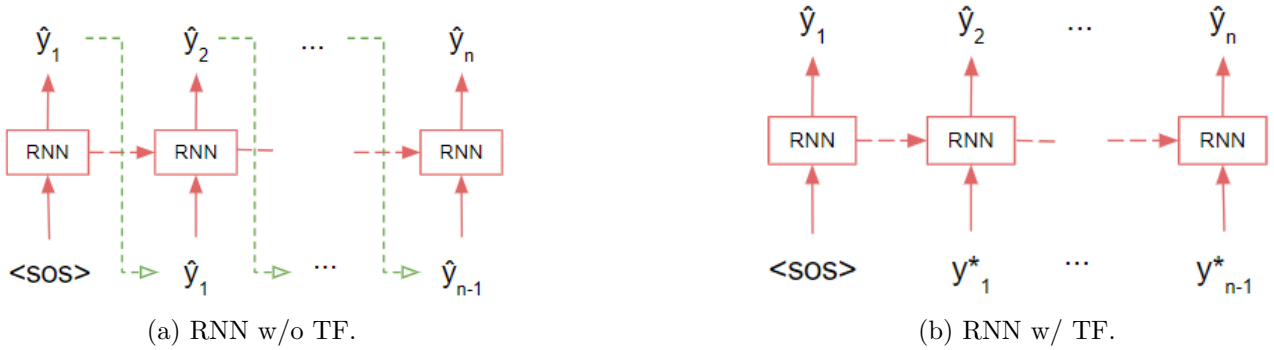 ŷ₁ ŷ₂ ... ŷₙ
RNN RNN RNN
<sos> ŷ₁ ... ŷₙ₋₁
(a) RNN w/o TF.
ŷ₁ ŷ₂ ... ŷₙ
RNN RNN RNN
<sos> y*₁ ... y*ₙ₋₁
(b) RNN w/ TF.